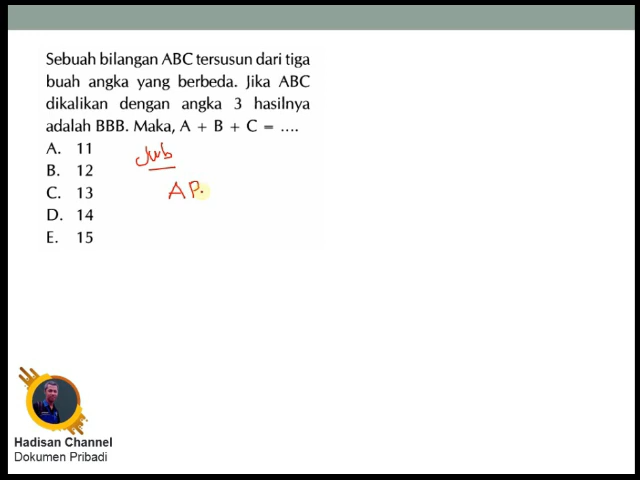 Sebuah bilangan ABC tersusun dari tiga
buah angka yang berbeda. Jika ABC
dikalikan dengan angka 3 hasilnya
adalah BBB. Maka, A + B + C = ....
A. 11
B. 12
C. 13
D. 14
E. 15
Jwb
AP.
Hadisan Channel
Dokumen Pribadi